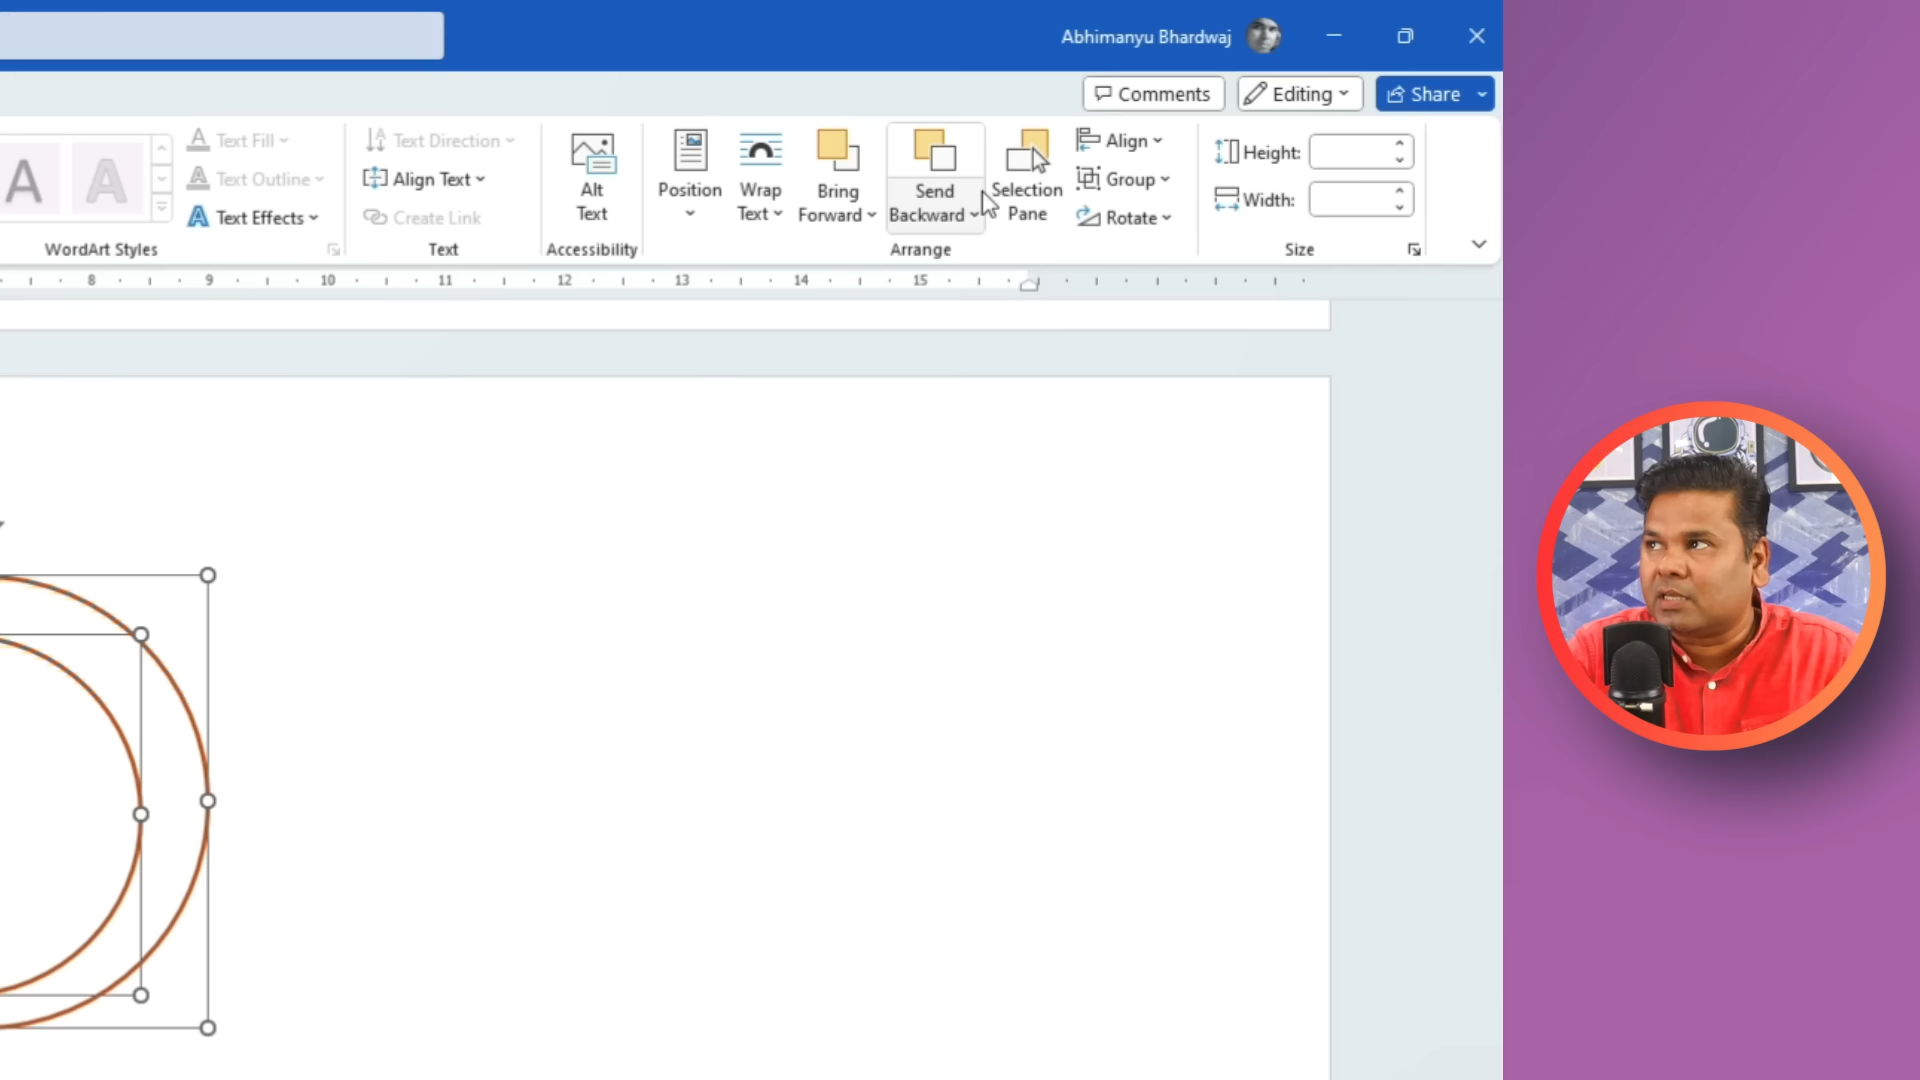 Abhimanyu Bhardwaj
Comments
Editing
Share
A
A
A Text Fill
A Text Outline
A Text Effects
WordArt Styles
Text Direction
Align Text
Create Link
Text
Alt
Text
Accessibility
Position
Wrap
Text
Bring
Forward
Send
Backward
Selection
Pane
Align
Group
Rotate
Arrange
Height:
Width:
Size
8 9 10 11 12 13 14 15